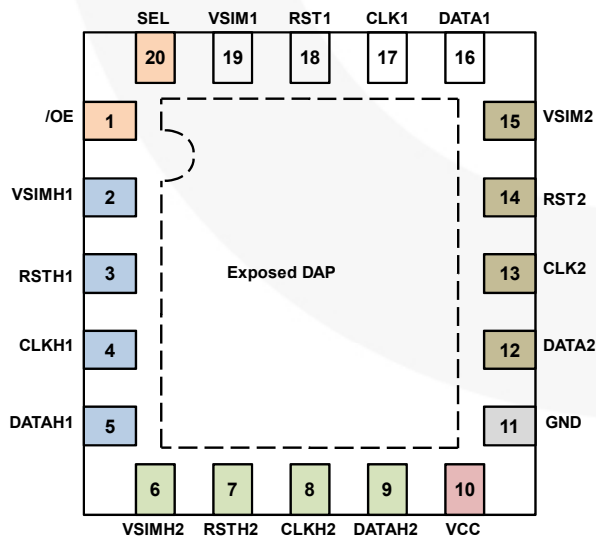 SEL VSIM1 RST1 CLK1 DATA1
20 19 18 17 16
/OE 1 15 VSIM2
VSIMH1 2 14 RST2
RSTH1 3 Exposed DAP 13 CLK2
CLKH1 4 12 DATA2
DATAH1 5 11 GND
6 7 8 9 10
VSIMH2 RSTH2 CLKH2 DATAH2 VCC